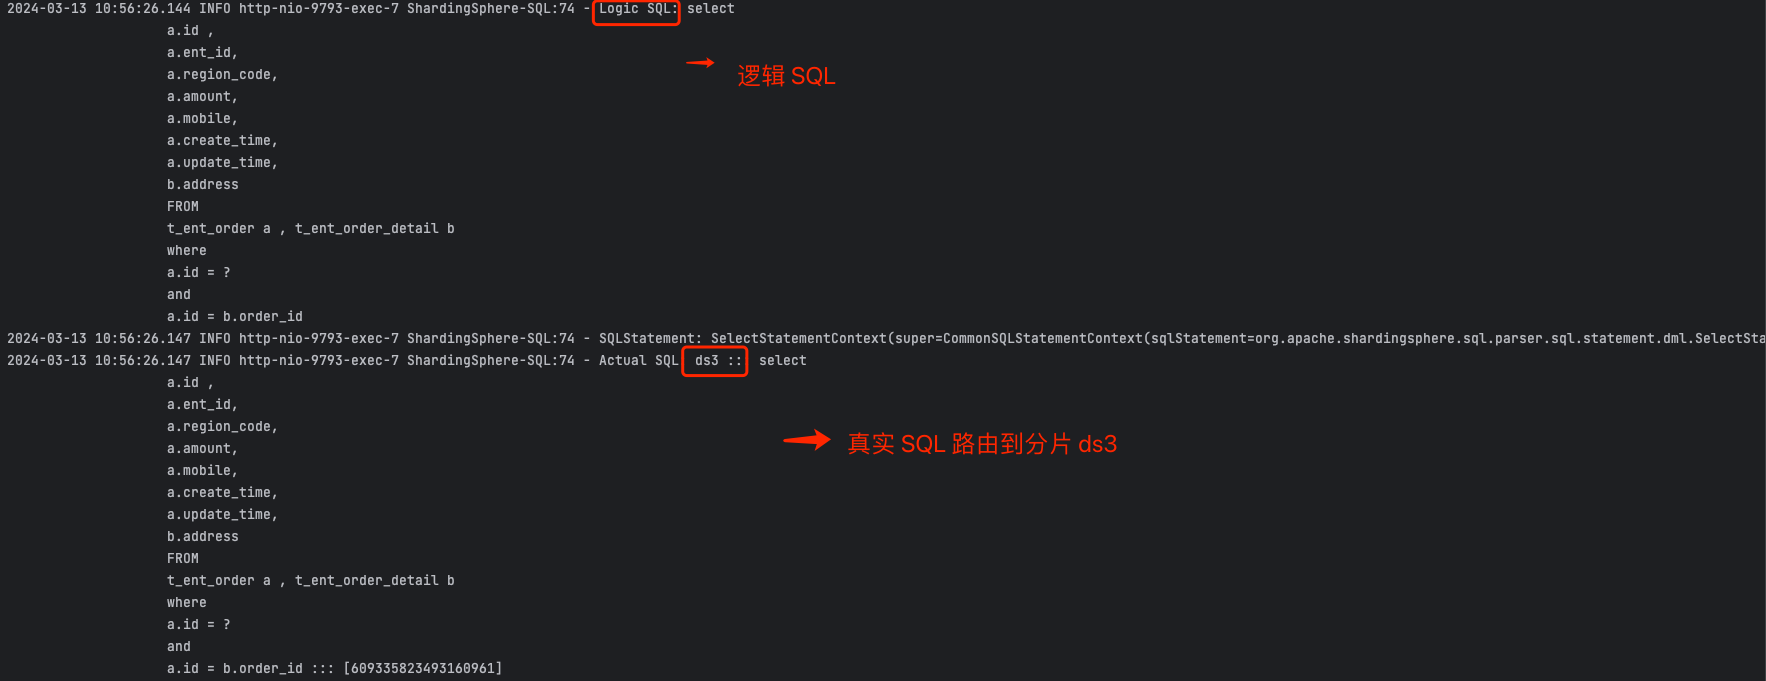 2024-03-13 10:56:26.144 INFO http-nio-9793-exec-7 ShardingSphere-SQL:74 - Logic SQL: select
a.id ,
a.ent_id,
a.region_code,
逻辑 SQL
a.amount,
a.mobile,
a.create_time,
a.update_time,
b.address
FROM
t_ent_order a , t_ent_order_detail b
where
a.id = ?
and
a.id = b.order_id
2024-03-13 10:56:26.147 INFO http-nio-9793-exec-7 ShardingSphere-SQL:74 - SQLStatement: SelectStatementContext(super=CommonSQLStatementContext(sqlStatement=org.apache.shardingsphere.sql.parser.sql.statement.dml.SelectSta
2024-03-13 10:56:26.147 INFO http-nio-9793-exec-7 ShardingSphere-SQL:74 - Actual SQL ds3 :: select
a.id ,
a.ent_id,
a.region_code,
真实 SQL 路由到分片 ds3
a.amount,
a.mobile,
a.create_time,
a.update_time,
b.address
FROM
t_ent_order a , t_ent_order_detail b
where
a.id = ?
and
a.id = b.order_id ::: [609335823493160961]